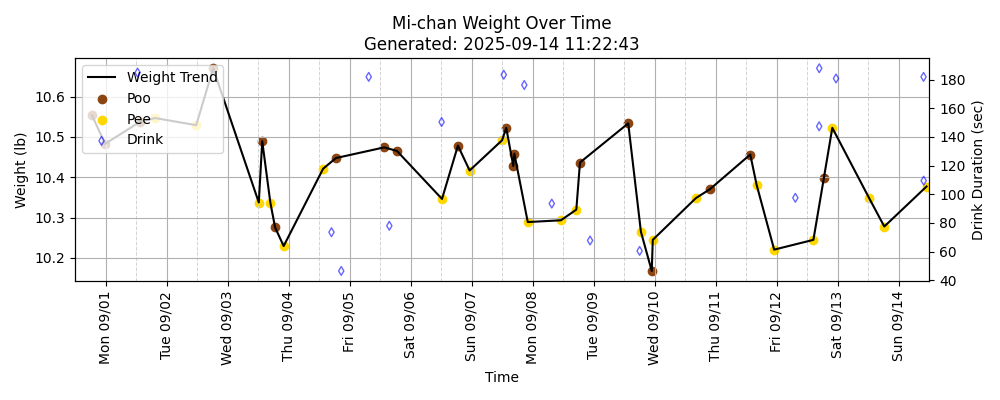 Mi-chan Weight Over Time
Generated: 2025-09-14 11:22:43
Weight Trend
Poo
Pee
Drink
Weight (lb)
10.6
10.5
10.4
10.3
10.2
180
160
140
120
100
80
60
40
Drink Duration (sec)
Mon 09/01
Tue 09/02
Wed 09/03
Thu 09/04
Fri 09/05
Sat 09/06
Sun 09/07
Mon 09/08
Tue 09/09
Wed 09/10
Thu 09/11
Fri 09/12
Sat 09/13
Sun 09/14
Time